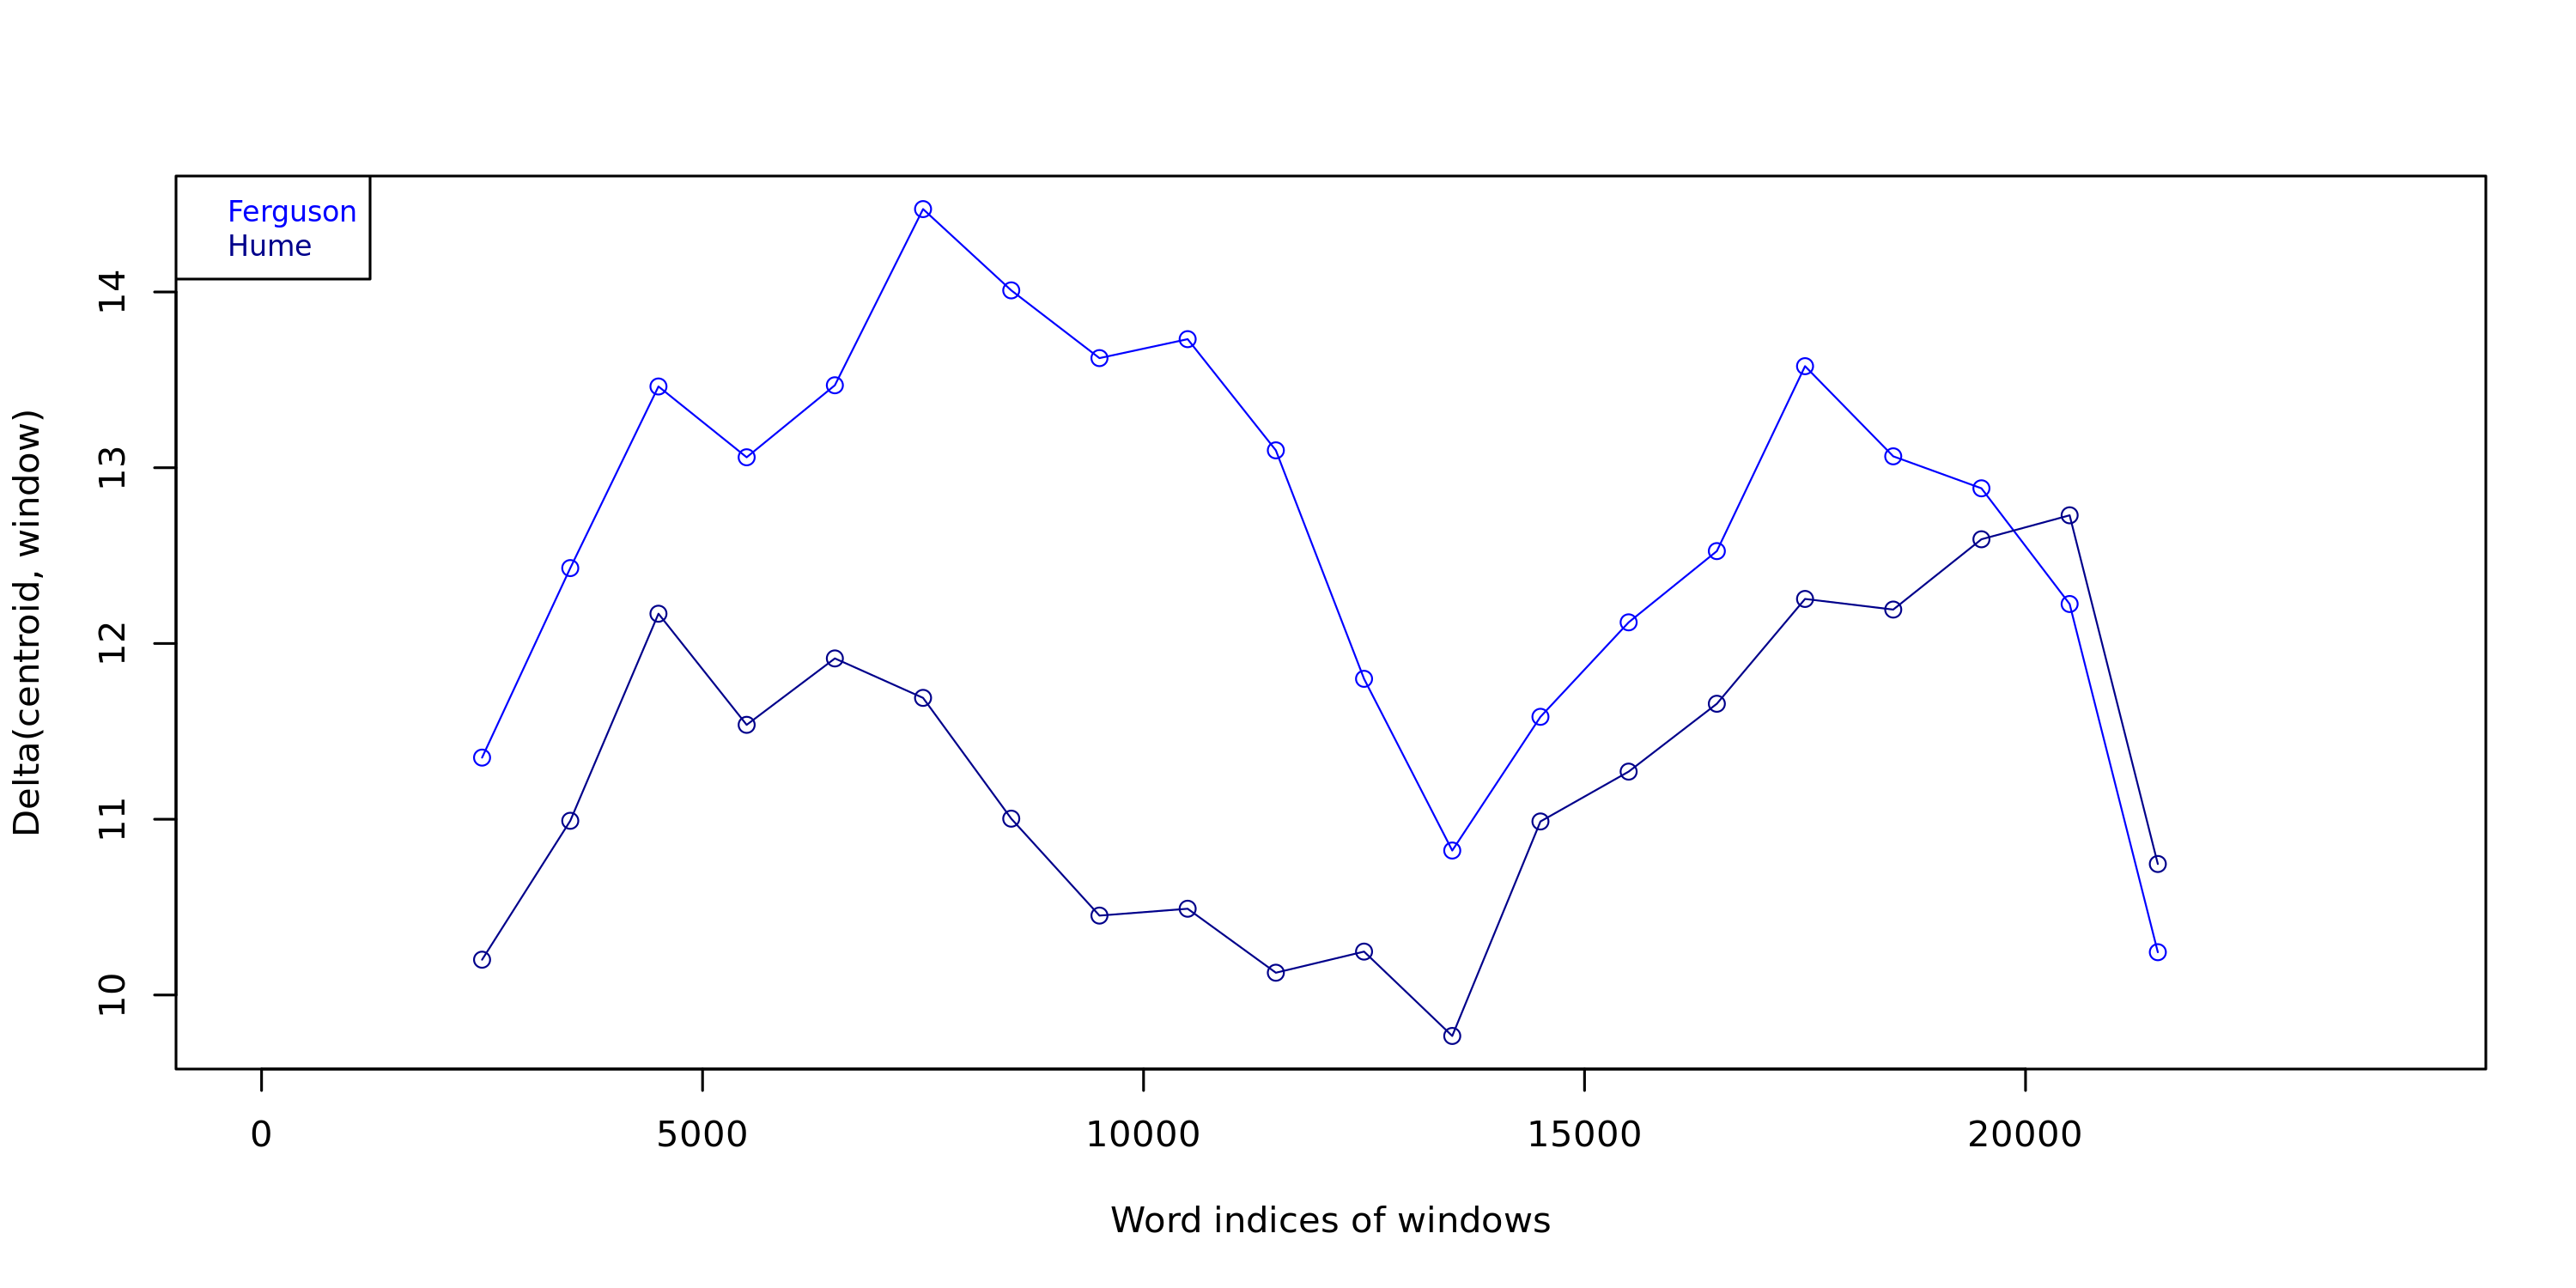 Ferguson
Hume
Delta(centroid, window)
14
13
12
11
10
0 5000 10000 15000 20000
Word indices of windows